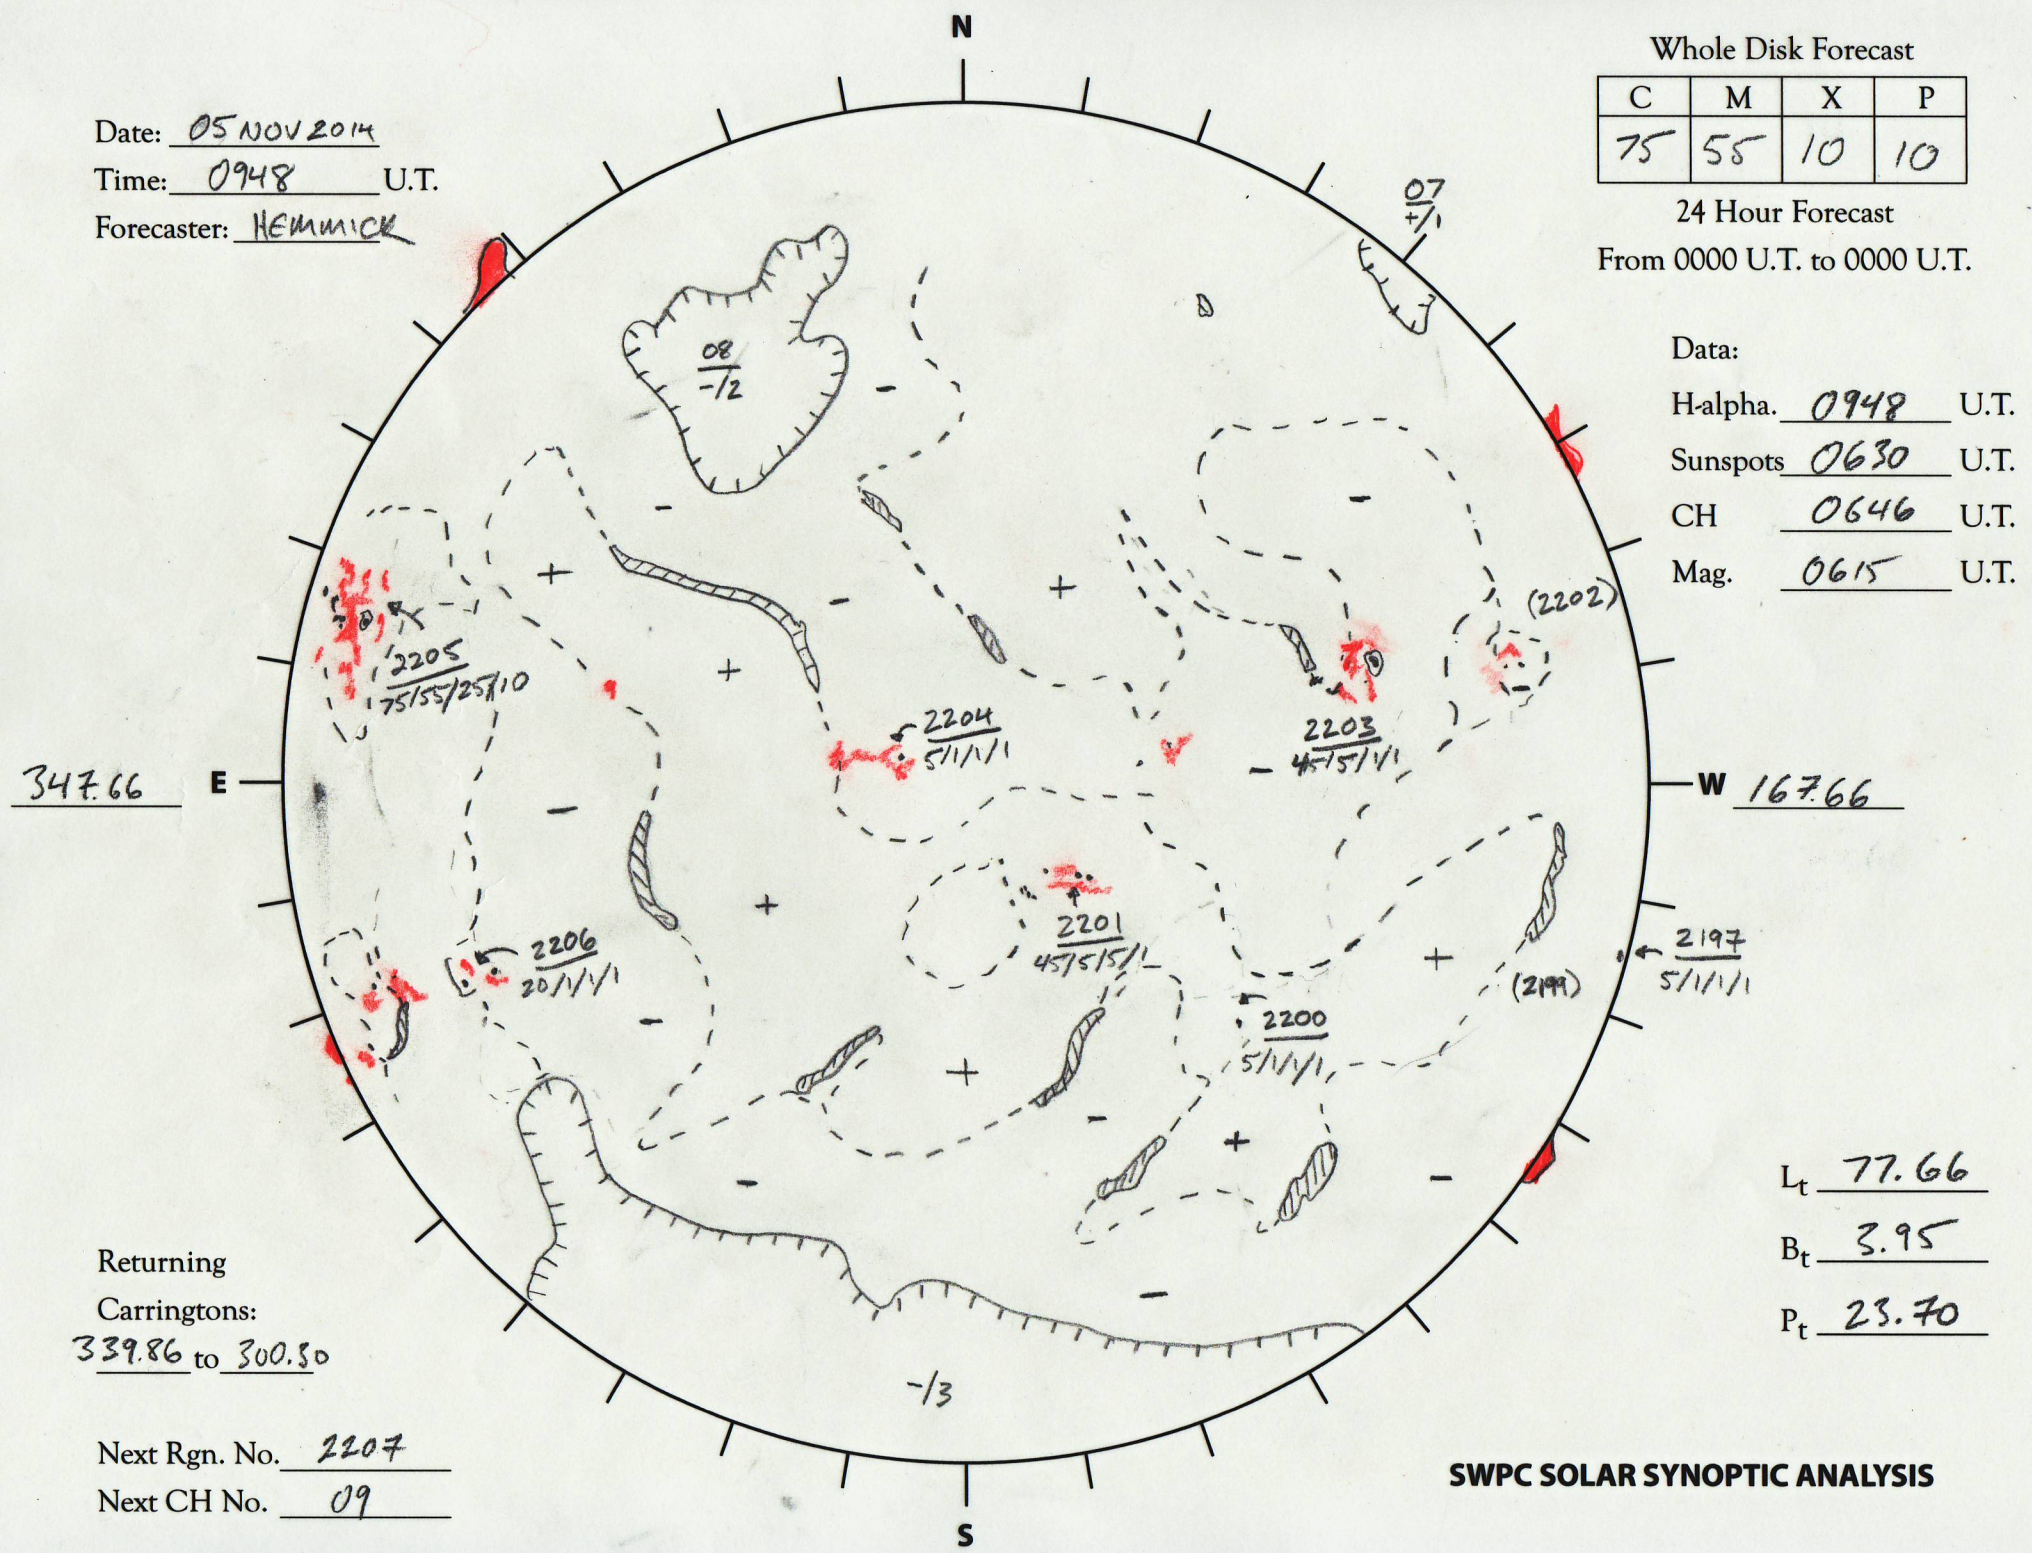 N
Whole Disk Forecast
C M X P
75 55 10 10
24 Hour Forecast
From 0000 U.T. to 0000 U.T.
Date: 05 NOV 2014
Time: 0948 U.T.
Forecaster: HEMMICK
07
+/1
Data:
H-alpha. 0948 U.T.
Sunspots 0630 U.T.
CH 0646 U.T.
Mag. 0615 U.T.
08
-/2
(2202)
2205
75/55/25/10
2204
5/1/1/1
2203
45/5/1/1
347.66 E
W 167.66
2201
45/5/5/1
2206
20/1/1/1
2197
5/1/1/1
(2199)
2200
5/1/1/1
Lt 77.66
Bt 3.95
Pt 23.70
Returning
Carringtons:
339.86 to 300.30
-/3
Next Rgn. No. 2207
Next CH No. 09
SWPC SOLAR SYNOPTIC ANALYSIS
S